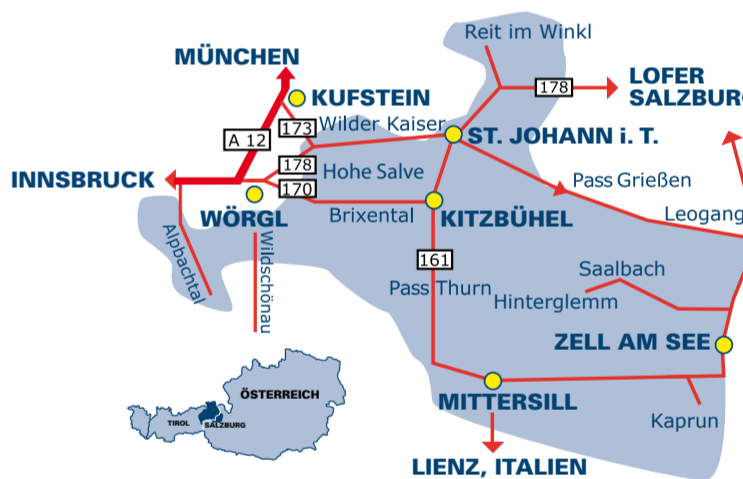 Reit im Winkl
MÜNCHEN
178
LOFER
SALZBURG
KUFSTEIN
173
Wilder Kaiser
A 12
ST. JOHANN i. T.
178
Hohe Salve
INNSBRUCK
170
Pass Grießen
WÖRGL
Brixental
KITZBÜHEL
Leogang
Alpbachtal
Wildschönau
161
Pass Thurn
Saalbach
Hinterglemm
ZELL AM SEE
ÖSTERREICH
MITTERSILL
Kaprun
TIROL
SALZBURG
LIENZ, ITALIEN